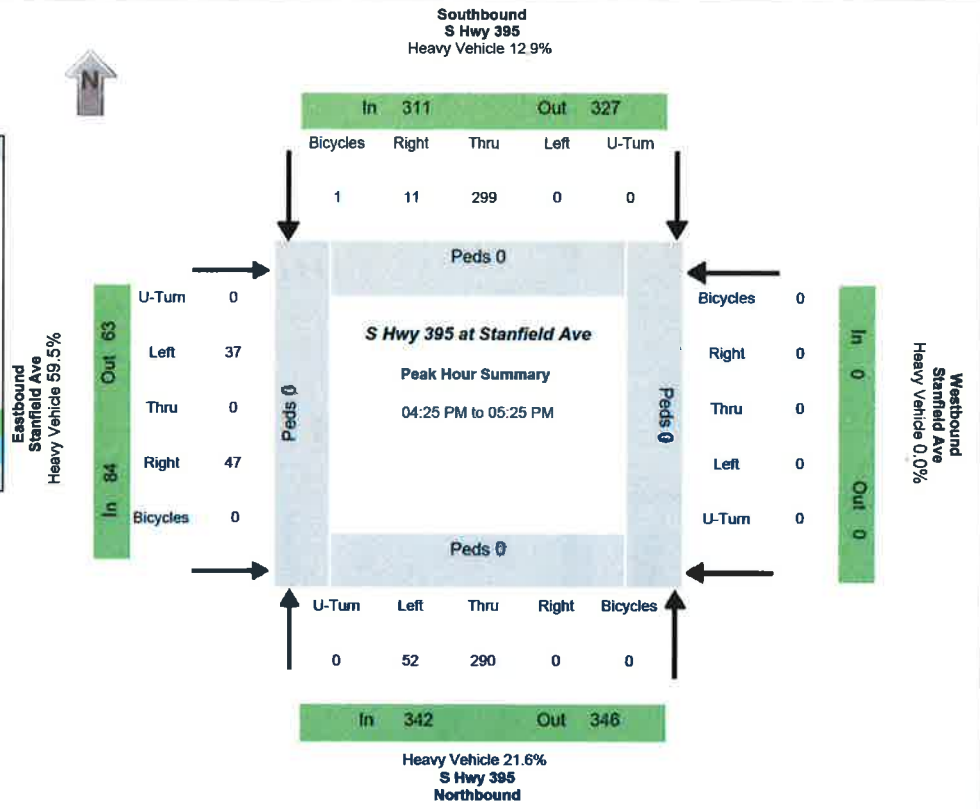 Southbound
S Hwy 395
Heavy Vehicle 12.9%
N
In 311 Out 327
Bicycles Right Thru Left U-Turn
1 11 299 0 0
Peds 0
U-Turn 0
Left 37
Thru 0
Right 47
Bicycles 0
In 84 Out 63
Eastbound
Stanfield Ave
Heavy Vehicle 59.5%
Peds 0
S Hwy 395 at Stanfield Ave
Peak Hour Summary
04:25 PM to 05:25 PM
Peds 0
Bicycles 0
Right 0
Thru 0
Left 0
U-Turn 0
In 0 Out 0
Westbound
Stanfield Ave
Heavy Vehicle 0.0%
Peds 0
U-Turn Left Thru Right Bicycles
0 52 290 0 0
In 342 Out 346
Heavy Vehicle 21.6%
S Hwy 395
Northbound